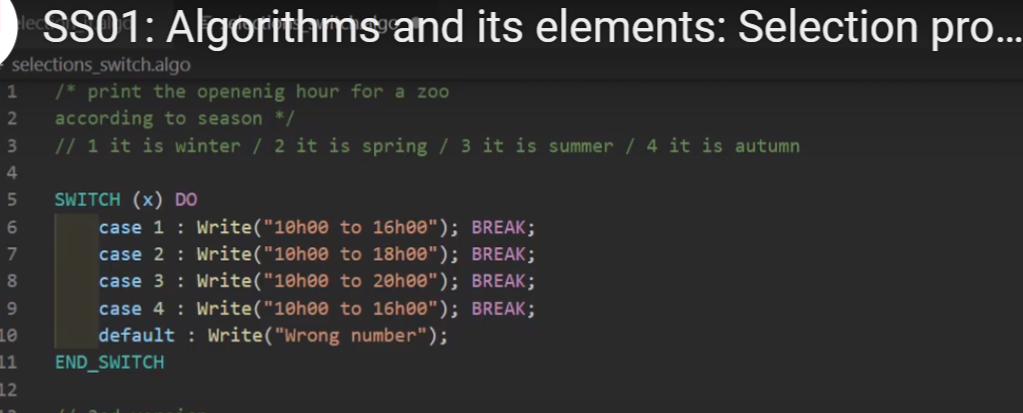 SS01: Algorithms and its elements: Selection pro...
selections_switch.algo
1 /* print the openenig hour for a zoo
2 according to season */
3 // 1 it is winter / 2 it is spring / 3 it is summer / 4 it is autumn
4
5 SWITCH (x) DO
6 case 1 : Write("10h00 to 16h00"); BREAK;
7 case 2 : Write("10h00 to 18h00"); BREAK;
8 case 3 : Write("10h00 to 20h00"); BREAK;
9 case 4 : Write("10h00 to 16h00"); BREAK;
10 default : Write("Wrong number");
11 END_SWITCH
12